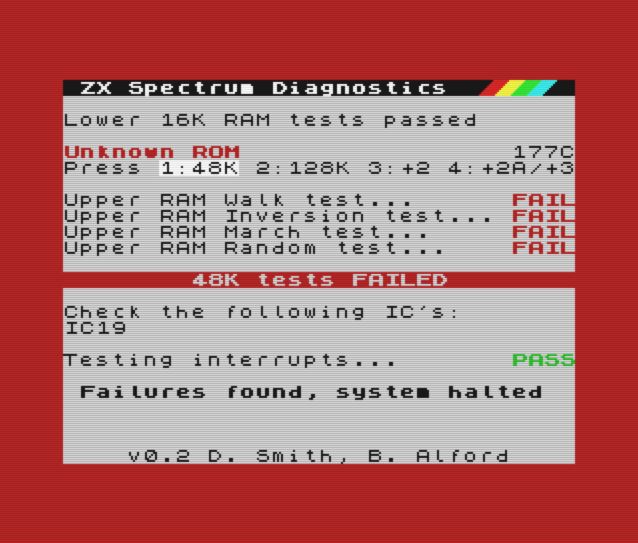 ZX Spectrum Diagnostics
Lower 16K RAM tests passed
Unknown ROM 177C
Press 1:48K 2:128K 3:+2 4:+2A/+3
Upper RAM Walk test... FAIL
Upper RAM Inversion test... FAIL
Upper RAM March test... FAIL
Upper RAM Random test... FAIL
48K tests FAILED
Check the following IC's:
IC19
Testing interrupts... PASS
Failures found, system halted
v0.2 D. Smith, B. Alford